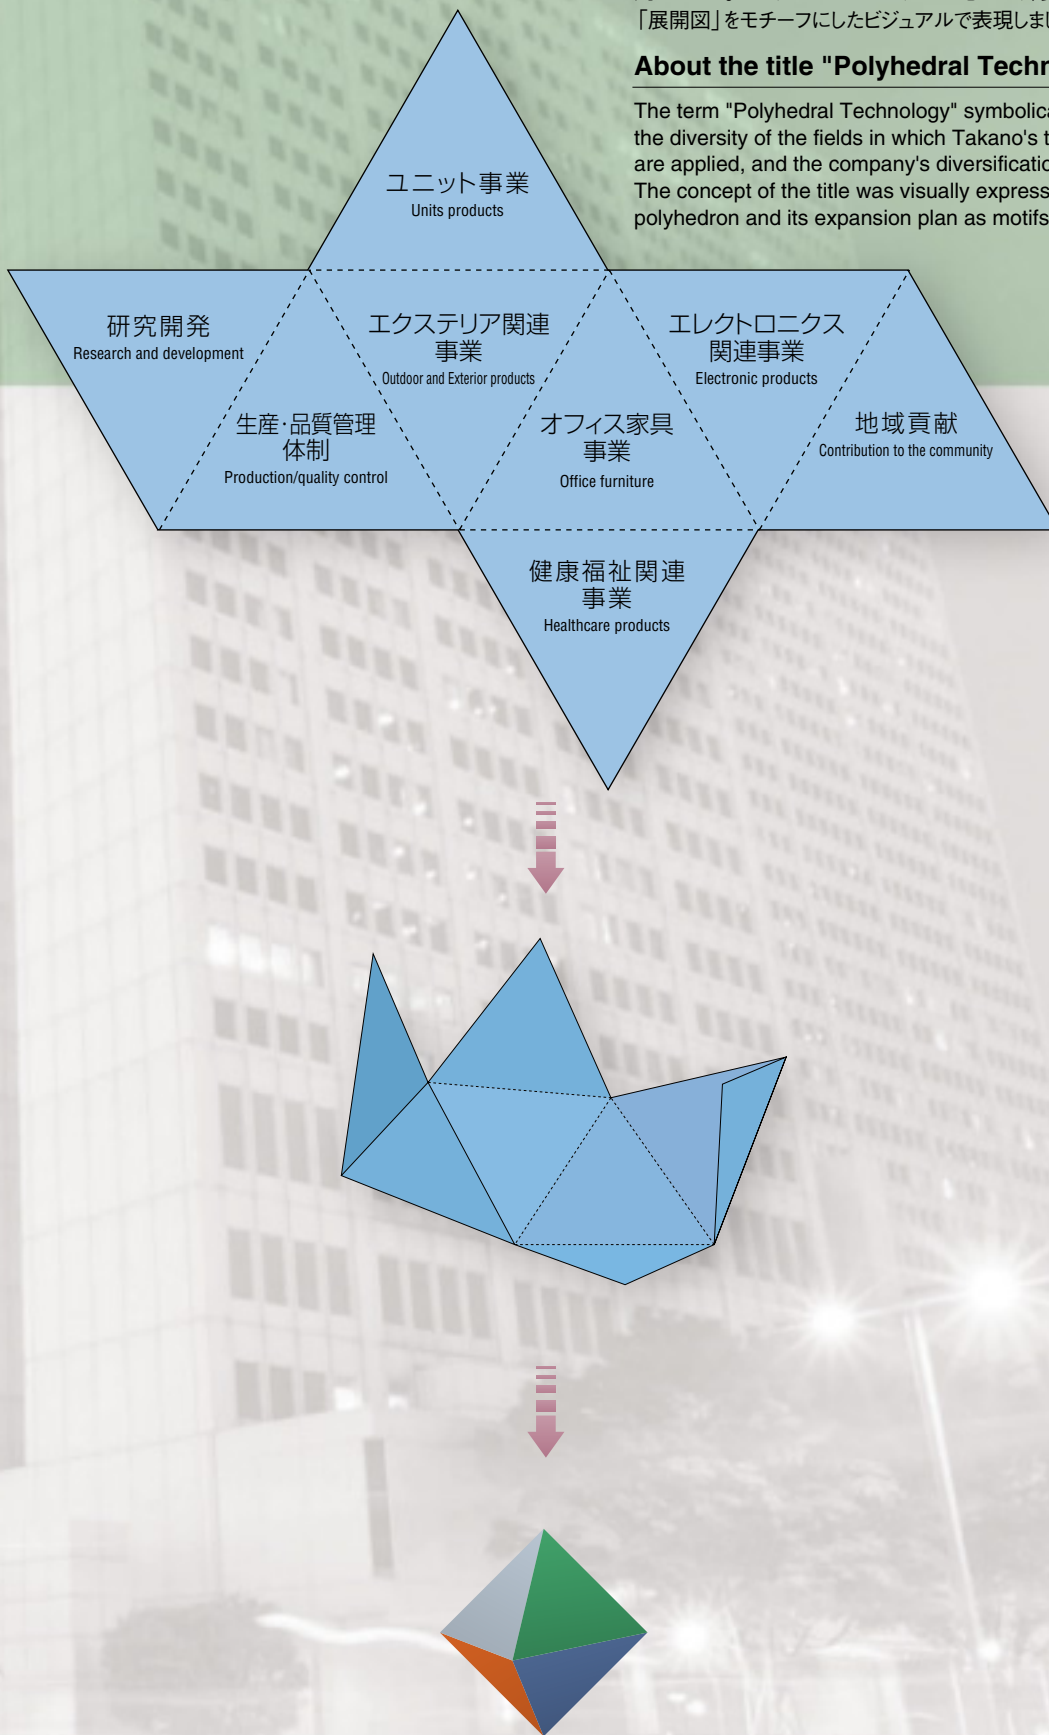 「展開図」をモチーフにしたビジュアルで表現しまし
About the title "Polyhedral Techn
The term "Polyhedral Technology" symbolica
the diversity of the fields in which Takano's t
are applied, and the company's diversificatio
The concept of the title was visually express
polyhedron and its expansion plan as motifs
ユニット事業
Units products
研究開発
Research and development
エクステリア関連
事業
Outdoor and Exterior products
エレクトロニクス
関連事業
Electronic products
生産・品質管理
体制
Production/quality control
オフィス家具
事業
Office furniture
地域貢献
Contribution to the community
健康福祉関連
事業
Healthcare products